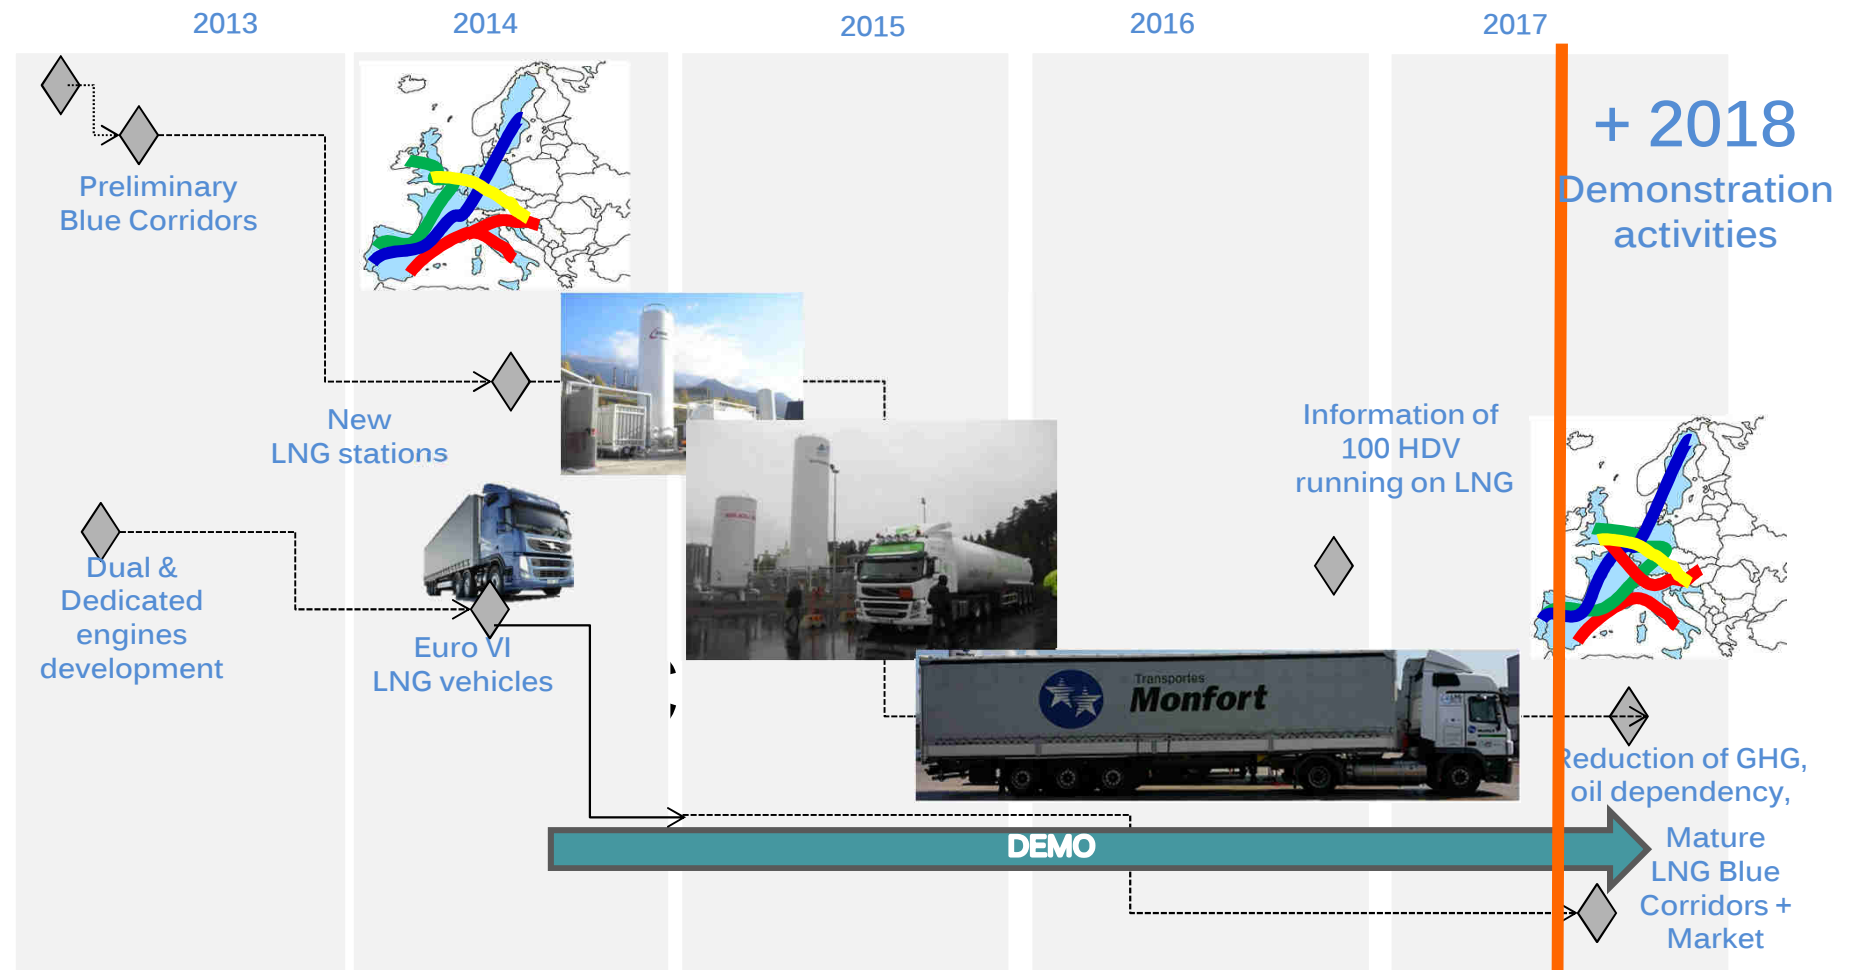 2013
2014
2015
2016
2017
+ 2018
Demonstration
activities
Preliminary
Blue Corridors
New
LNG stations
Information of
100 HDV
running on LNG
Dual &
Dedicated
engines
development
Euro VI
LNG vehicles
Transportes
Monfort
Reduction of GHG,
oil dependency,
DEMO
Mature
LNG Blue
Corridors +
Market